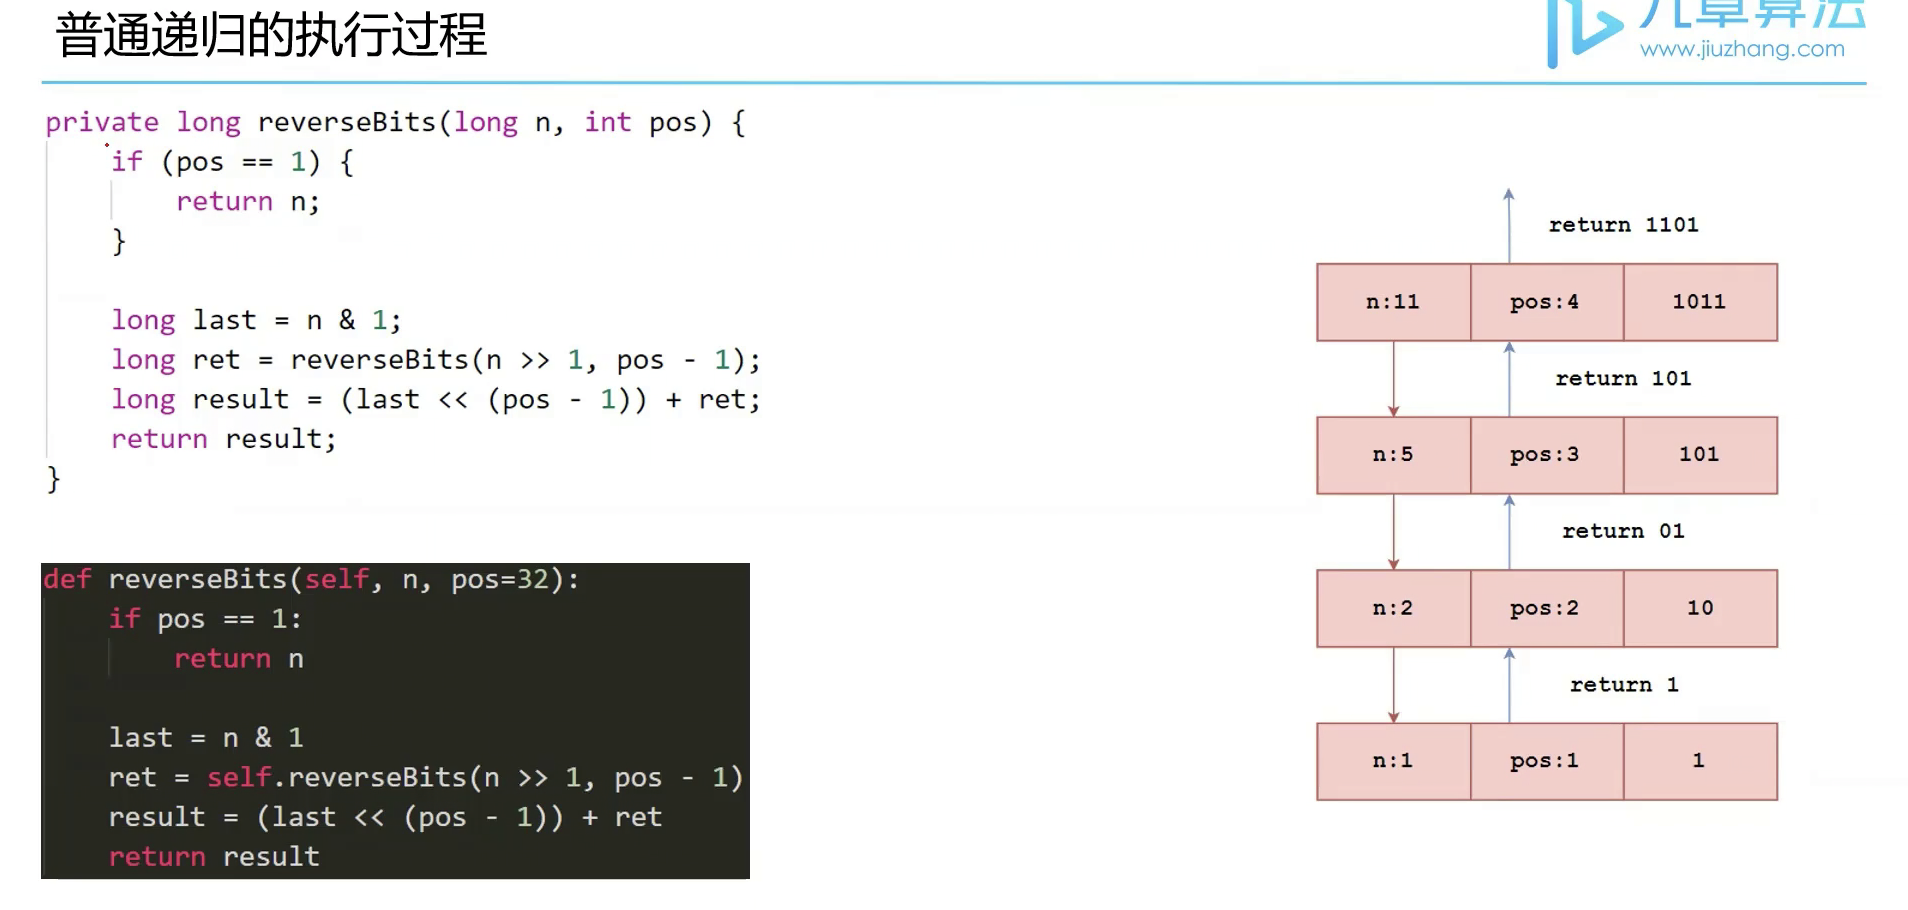 普通递归的执行过程
九章算法
www.jiuzhang.com
private long reverseBits(long n, int pos) {
    if (pos == 1) {
        return n;
    }
    long last = n & 1;
    long ret = reverseBits(n >> 1, pos - 1);
    long result = (last << (pos - 1)) + ret;
    return result;
}
def reverseBits(self, n, pos=32):
    if pos == 1:
        return n
    last = n & 1
    ret = self.reverseBits(n >> 1, pos - 1)
    result = (last << (pos - 1)) + ret
    return result
return 1101
n:11 pos:4 1011
return 101
n:5 pos:3 101
return 01
n:2 pos:2 10
return 1
n:1 pos:1 1